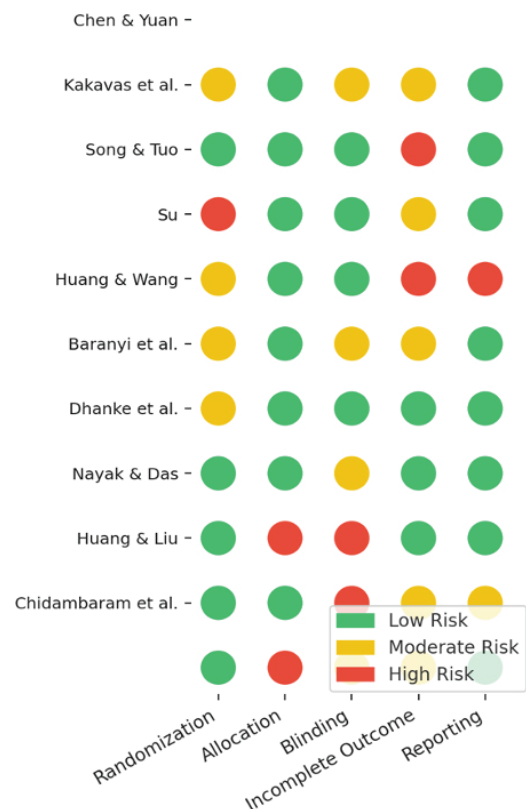 Chen & Yuan
Kakavas et al.
Song & Tuo
Su
Huang & Wang
Baranyi et al.
Dhanke et al.
Nayak & Das
Huang & Liu
Chidambaram et al.
Low Risk
Moderate Risk
High Risk
Randomization
Allocation
Blinding
Incomplete Outcome
Reporting